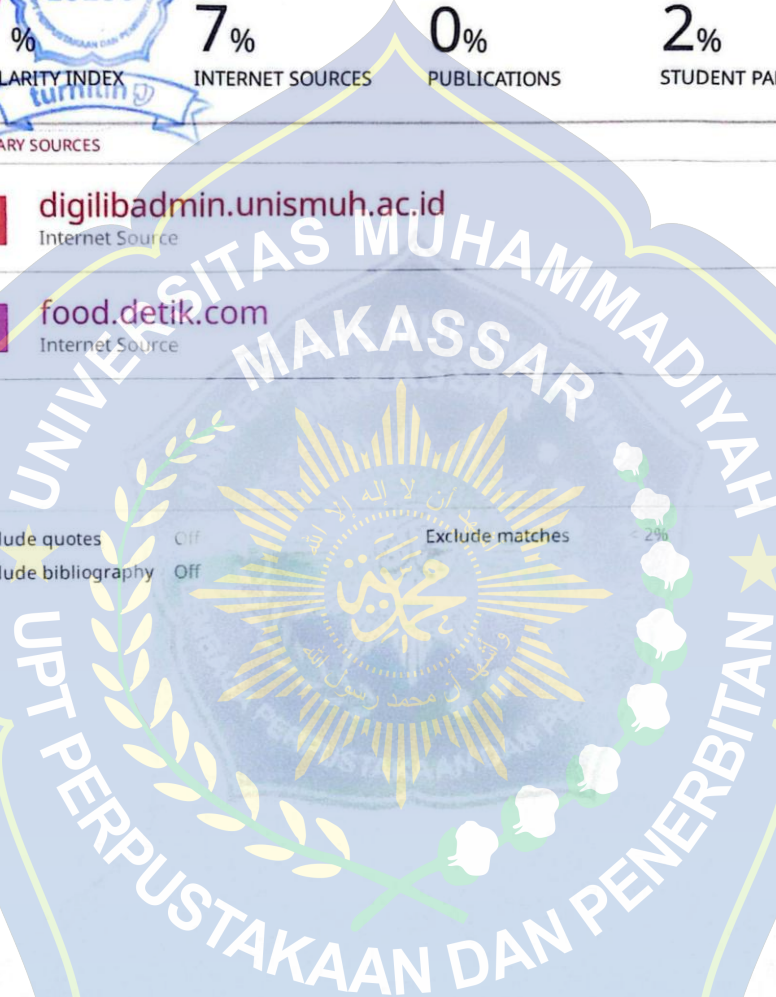 % 7% 0% 2%
LARITY INDEX INTERNET SOURCES PUBLICATIONS STUDENT PA
turnitin
ARY SOURCES
digilibadmin.unismuh.ac.id
Internet Source
food.detik.com
Internet Source
lude quotes Off Exclude matches < 2%
lude bibliography Off
UNIVERSITAS MUHAMMADIYAH
MAKASSAR
UPT PERPUSTAKAAN DAN PENERBITAN